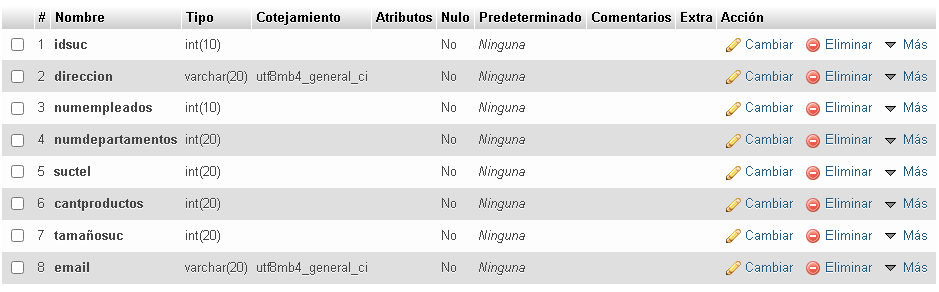 # Nombre Tipo Cotejamiento Atributos Nulo Predeterminado Comentarios Extra Acción
1 idsuc int(10) No Ninguna Cambiar Eliminar Más
2 direccion varchar(20) utf8mb4_general_ci No Ninguna Cambiar Eliminar Más
3 numempleados int(10) No Ninguna Cambiar Eliminar Más
4 numdepartamentos int(20) No Ninguna Cambiar Eliminar Más
5 suctel int(20) No Ninguna Cambiar Eliminar Más
6 cantproductos int(20) No Ninguna Cambiar Eliminar Más
7 tamañosuc int(20) No Ninguna Cambiar Eliminar Más
8 email varchar(20) utf8mb4_general_ci No Ninguna Cambiar Eliminar Más